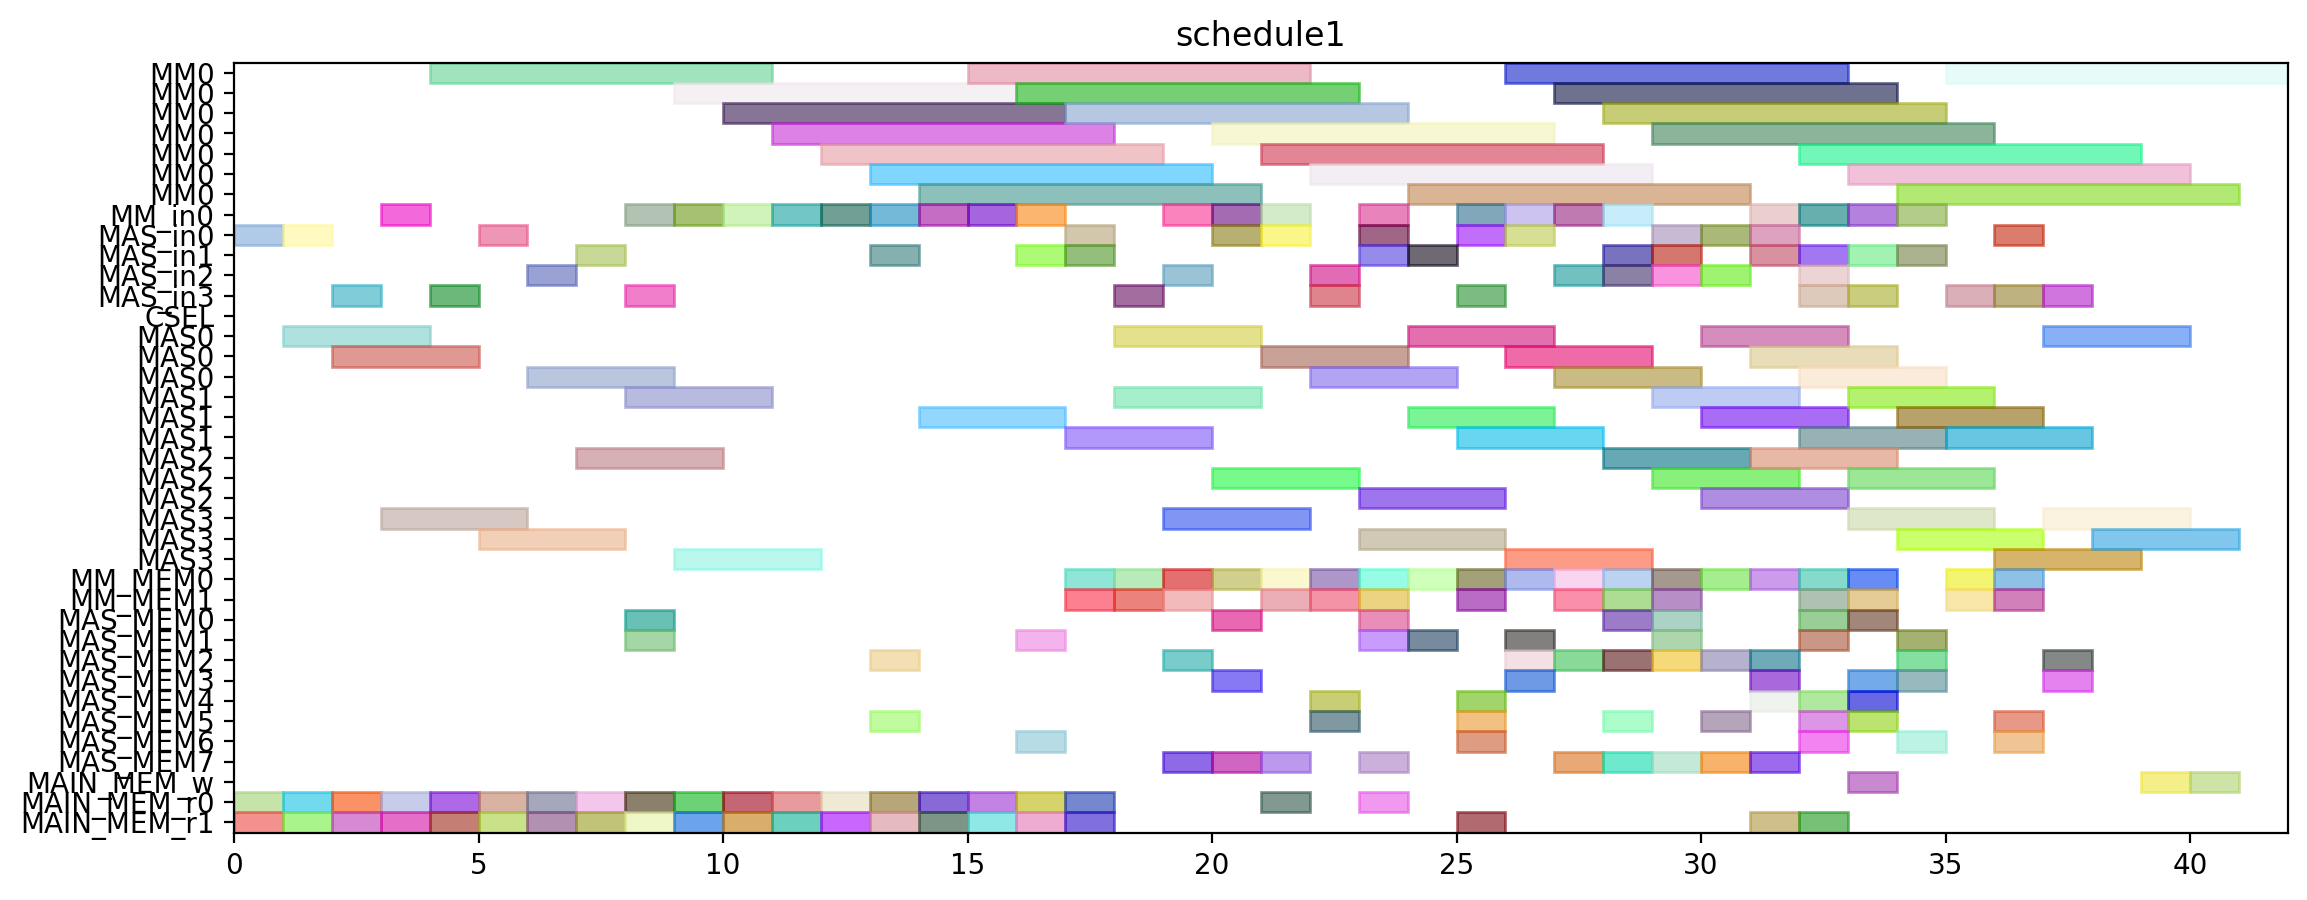 schedule1
MM0
MM0
MM0
MM0
MM0
MM0
MM0
MM_in0
MAS_in0
MAS_in1
MAS_in2
MAS_in3
CSEL
MAS0
MAS0
MAS0
MAS1
MAS1
MAS1
MAS2
MAS2
MAS2
MAS3
MAS3
MAS3
MM_MEM0
MM_MEM1
MAS_MEM0
MAS_MEM1
MAS_MEM2
MAS_MEM3
MAS_MEM4
MAS_MEM5
MAS_MEM6
MAS_MEM7
MAIN_MEM_w
MAIN_MEM_r0
MAIN_MEM_r1
0 5 10 15 20 25 30 35 40